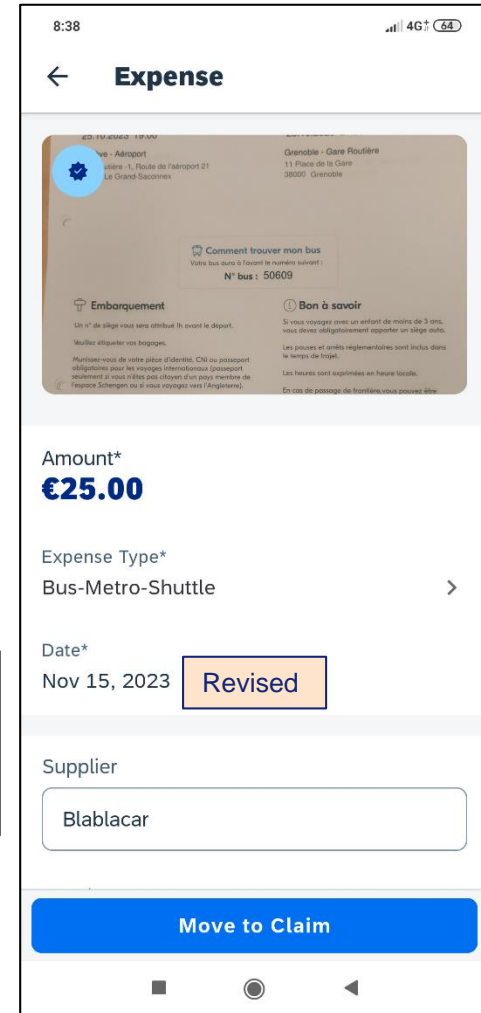 8:38
4G+ 64
Expense
25.10.2023 19:00
Genève - Aéroport
Grenoble - Gare Routière
Routière -1, Route de l'aéroport 21
11 Place de la Gare
Le Grand-Saconnex
38000 Grenoble
Comment trouver mon bus
Votre bus aura à l'avant le numéro suivant :
N° bus : 50609
Embarquement
Un n° de siège vous sera attribué 1h avant le départ.
Veuillez étiqueter vos bagages.
Munissez-vous de votre pièce d'identité, CNI ou passeport
obligatoires pour les voyages internationaux (passeport
seulement si vous n'êtes pas citoyen d'un pays membre de
l'espace Schengen ou si vous voyagez vers l'Angleterre).
Bon à savoir
Si vous voyagez avec un enfant de moins de 3 ans,
vous devez obligatoirement apporter un siège auto.
Les pauses et arrêts réglementaires sont inclus dans
le temps de trajet.
Les heures sont exprimées en heure locale.
En cas de passage de frontière, vous pouvez être
Amount*
€25.00
Expense Type*
Bus-Metro-Shuttle
Date*
Nov 15, 2023
Revised
Supplier
Blablacar
Move to Claim